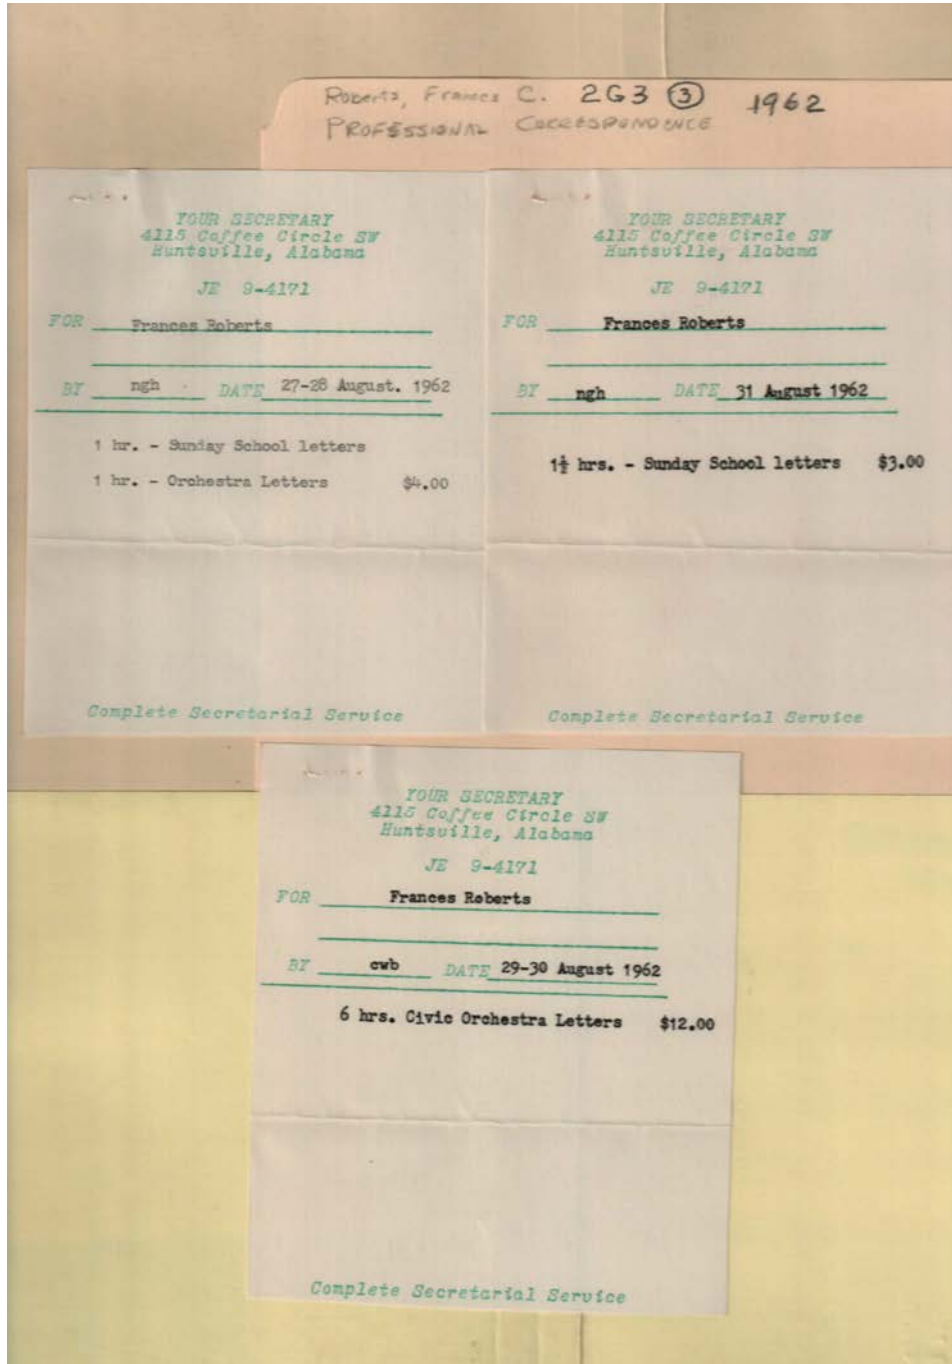 Roberts, Frances C. 2G3 ③ 1962
PROFESSIONAL CORRESPONDENCE
YOUR SECRETARY
4115 Coffee Circle SW
Huntsville, Alabama
JE 9-4171
FOR Frances Roberts
BY ngh DATE 27-28 August. 1962
1 hr. - Sunday School letters
1 hr. - Orchestra Letters $4.00
Complete Secretarial Service
YOUR SECRETARY
4115 Coffee Circle SW
Huntsville, Alabama
JE 9-4171
FOR Frances Roberts
BY ngh DATE 31 August 1962
1½ hrs. - Sunday School letters $3.00
Complete Secretarial Service
YOUR SECRETARY
4115 Coffee Circle SW
Huntsville, Alabama
JE 9-4171
FOR Frances Roberts
BY cwb DATE 29-30 August 1962
6 hrs. Civic Orchestra Letters $12.00
Complete Secretarial Service